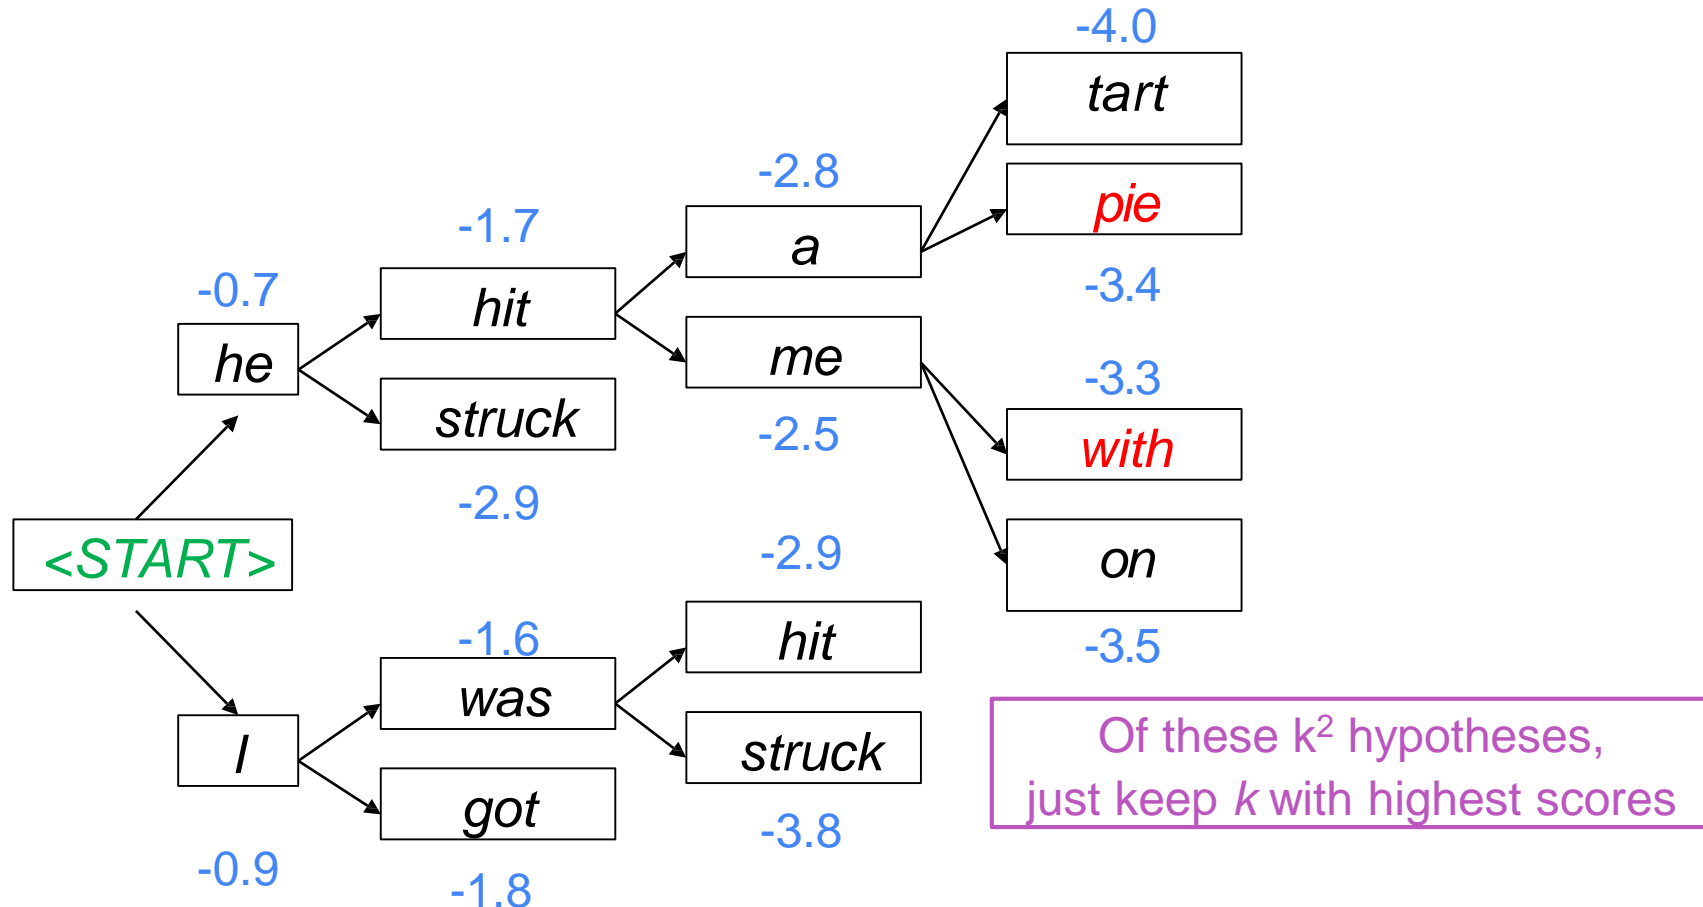 -4.0
tart
-2.8
pie
-1.7
a
-3.4
-0.7
hit
me
-3.3
he
struck
-2.5
with
-2.9
<START>
-2.9
on
-1.6
hit
-3.5
was
I
struck
Of these k² hypotheses,
just keep k with highest scores
got
-3.8
-0.9
-1.8